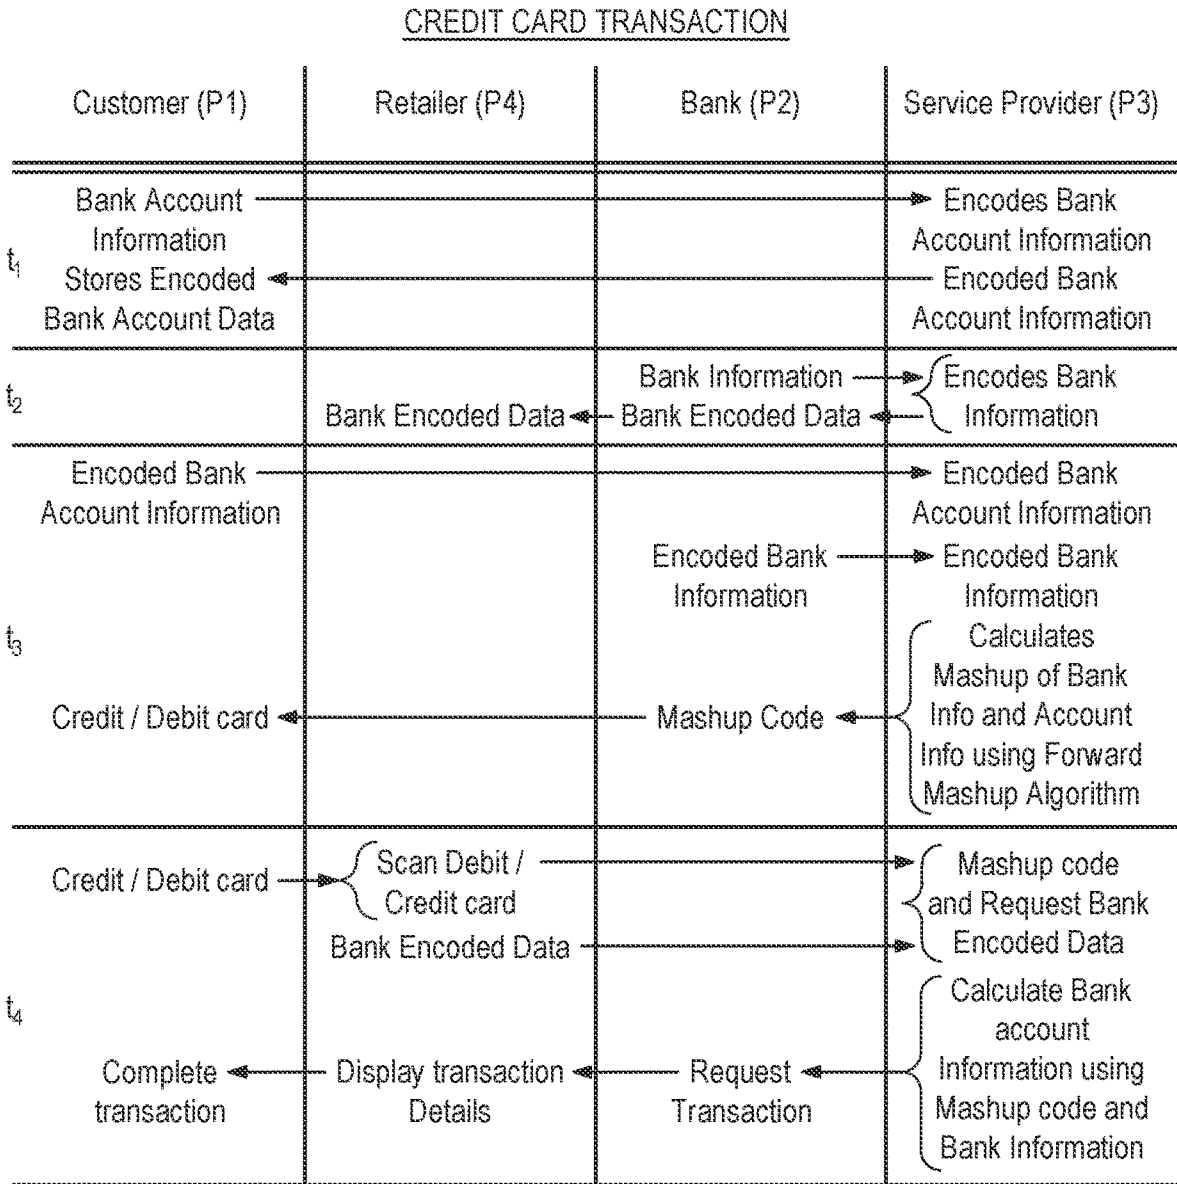 CREDIT CARD TRANSACTION
Customer (P1)
Retailer (P4)
Bank (P2)
Service Provider (P3)
t1
Bank Account
Information
Stores Encoded
Bank Account Data
Encodes Bank
Account Information
Encoded Bank
Account Information
t2
Bank Information
Encodes Bank
Information
Bank Encoded Data
Bank Encoded Data
t3
Encoded Bank
Account Information
Encoded Bank
Account Information
Encoded Bank
Information
Encoded Bank
Information
Calculates
Mashup of Bank
Info and Account
Info using Forward
Mashup Algorithm
Mashup Code
Credit / Debit card
t4
Credit / Debit card
Scan Debit /
Credit card
Bank Encoded Data
Mashup code
and Request Bank
Encoded Data
Calculate Bank
account
Information using
Mashup code and
Bank Information
Request
Transaction
Display transaction
Details
Complete
transaction